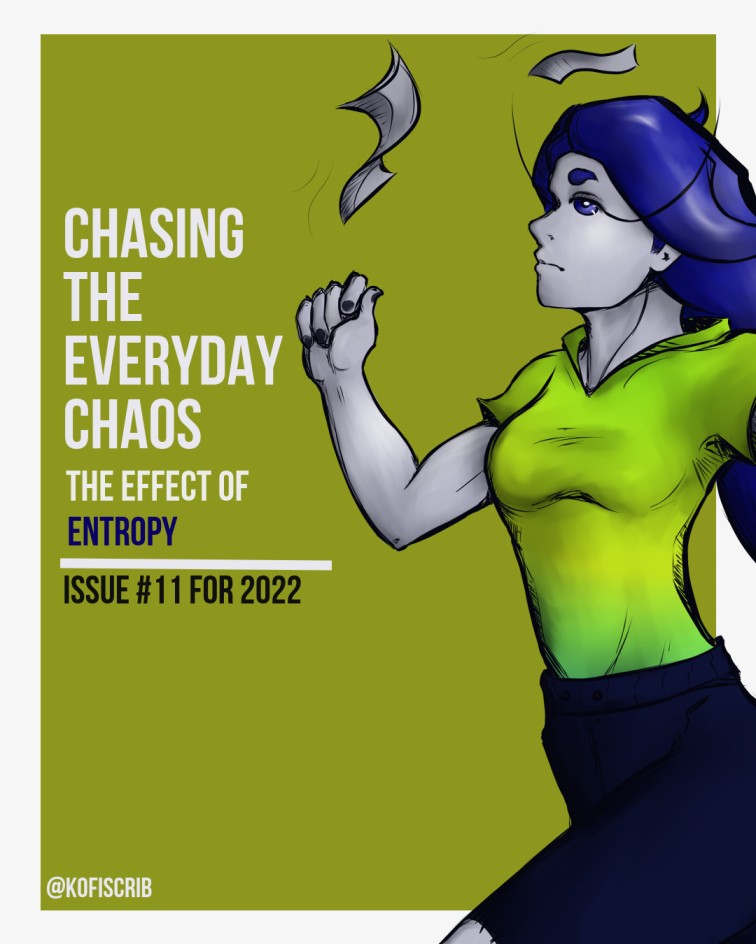 CHASING
THE
EVERYDAY
CHAOS
THE EFFECT OF
ENTROPY
ISSUE #11 FOR 2022
@KOFISCRIB